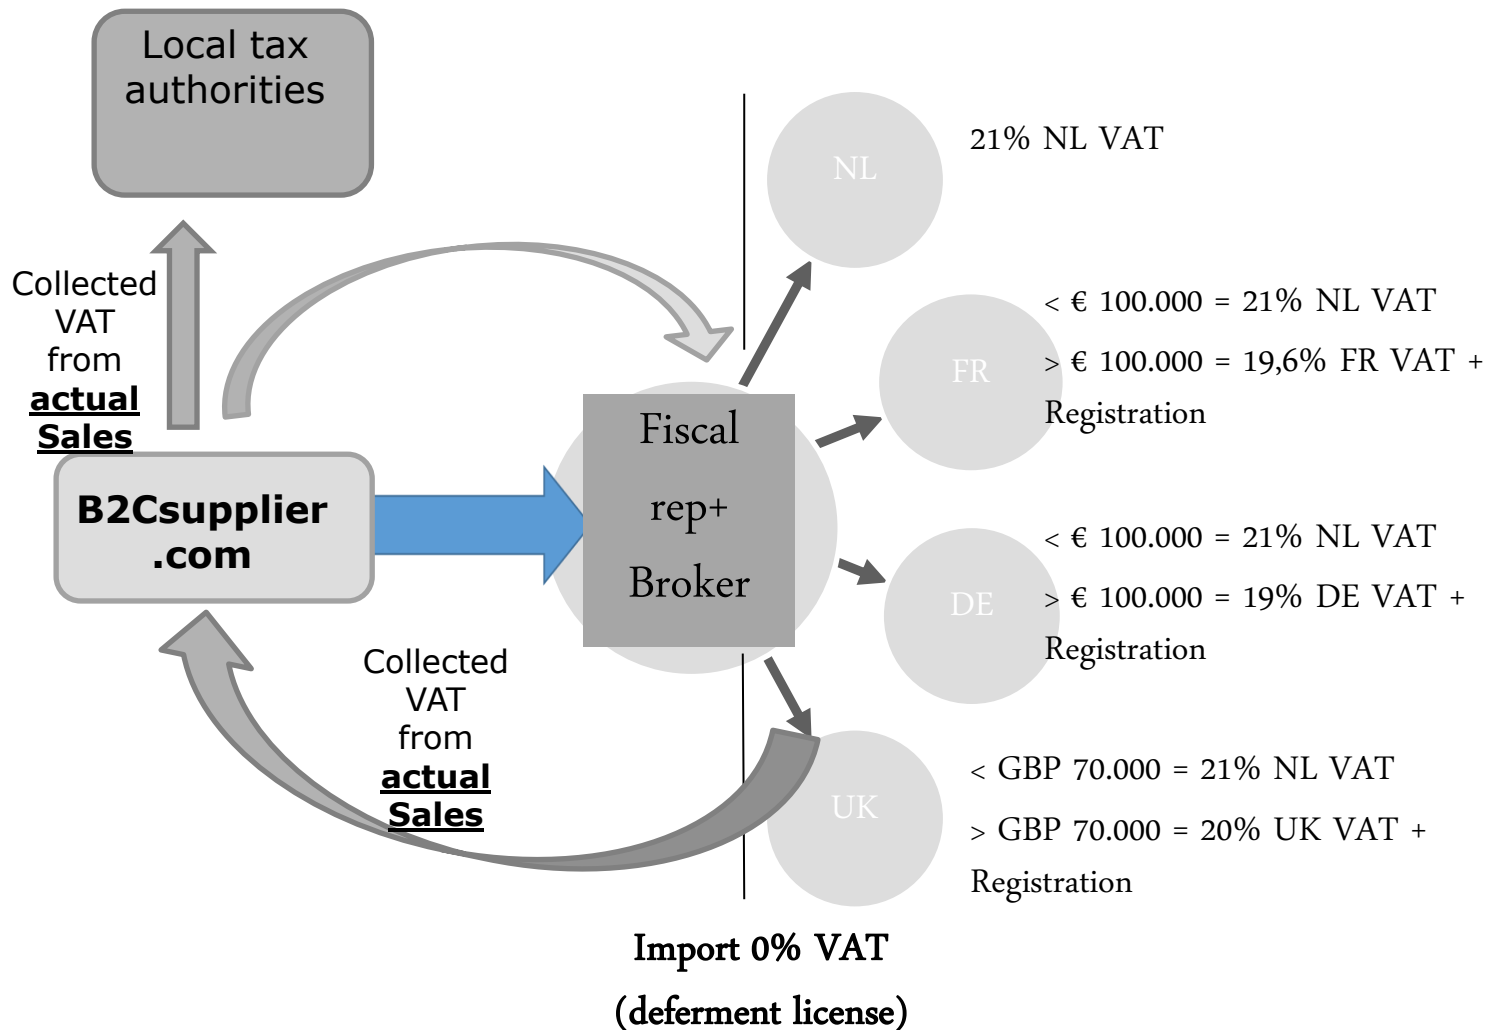 Local tax
authorities
Collected
VAT
from
actual
Sales
B2Csupplier
.com
Collected
VAT
from
actual
Sales
Fiscal
rep+
Broker
NL
21% NL VAT
FR
< € 100.000 = 21% NL VAT
> € 100.000 = 19,6% FR VAT +
Registration
DE
< € 100.000 = 21% NL VAT
> € 100.000 = 19% DE VAT +
Registration
UK
< GBP 70.000 = 21% NL VAT
> GBP 70.000 = 20% UK VAT +
Registration
Import 0% VAT
(deferment license)